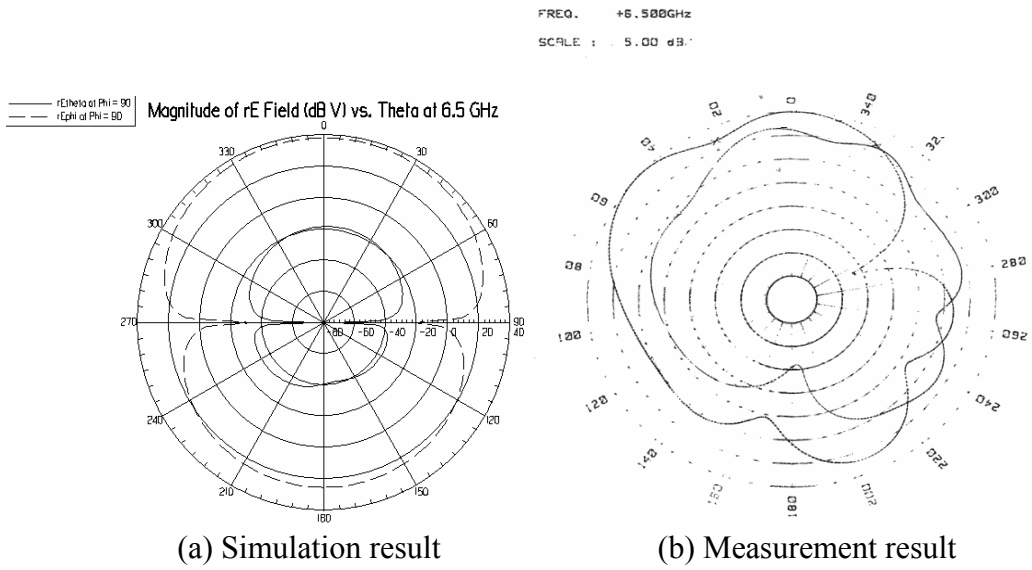 FREQ. +6.500GHz
SCALE : 5.00 dB
rEtheta at Phi = 90
rEphi at Phi = 90
Magnitude of rE Field (dB V) vs. Theta at 6.5 GHz
0
330 30
300 60
270 -80 -60 -40 -20 0 20 40 90
240 120
210 150
180
20 0 340
40 32
60 300
80 280
100 260
120 240
140 220
160 180 200
(a) Simulation result (b) Measurement result